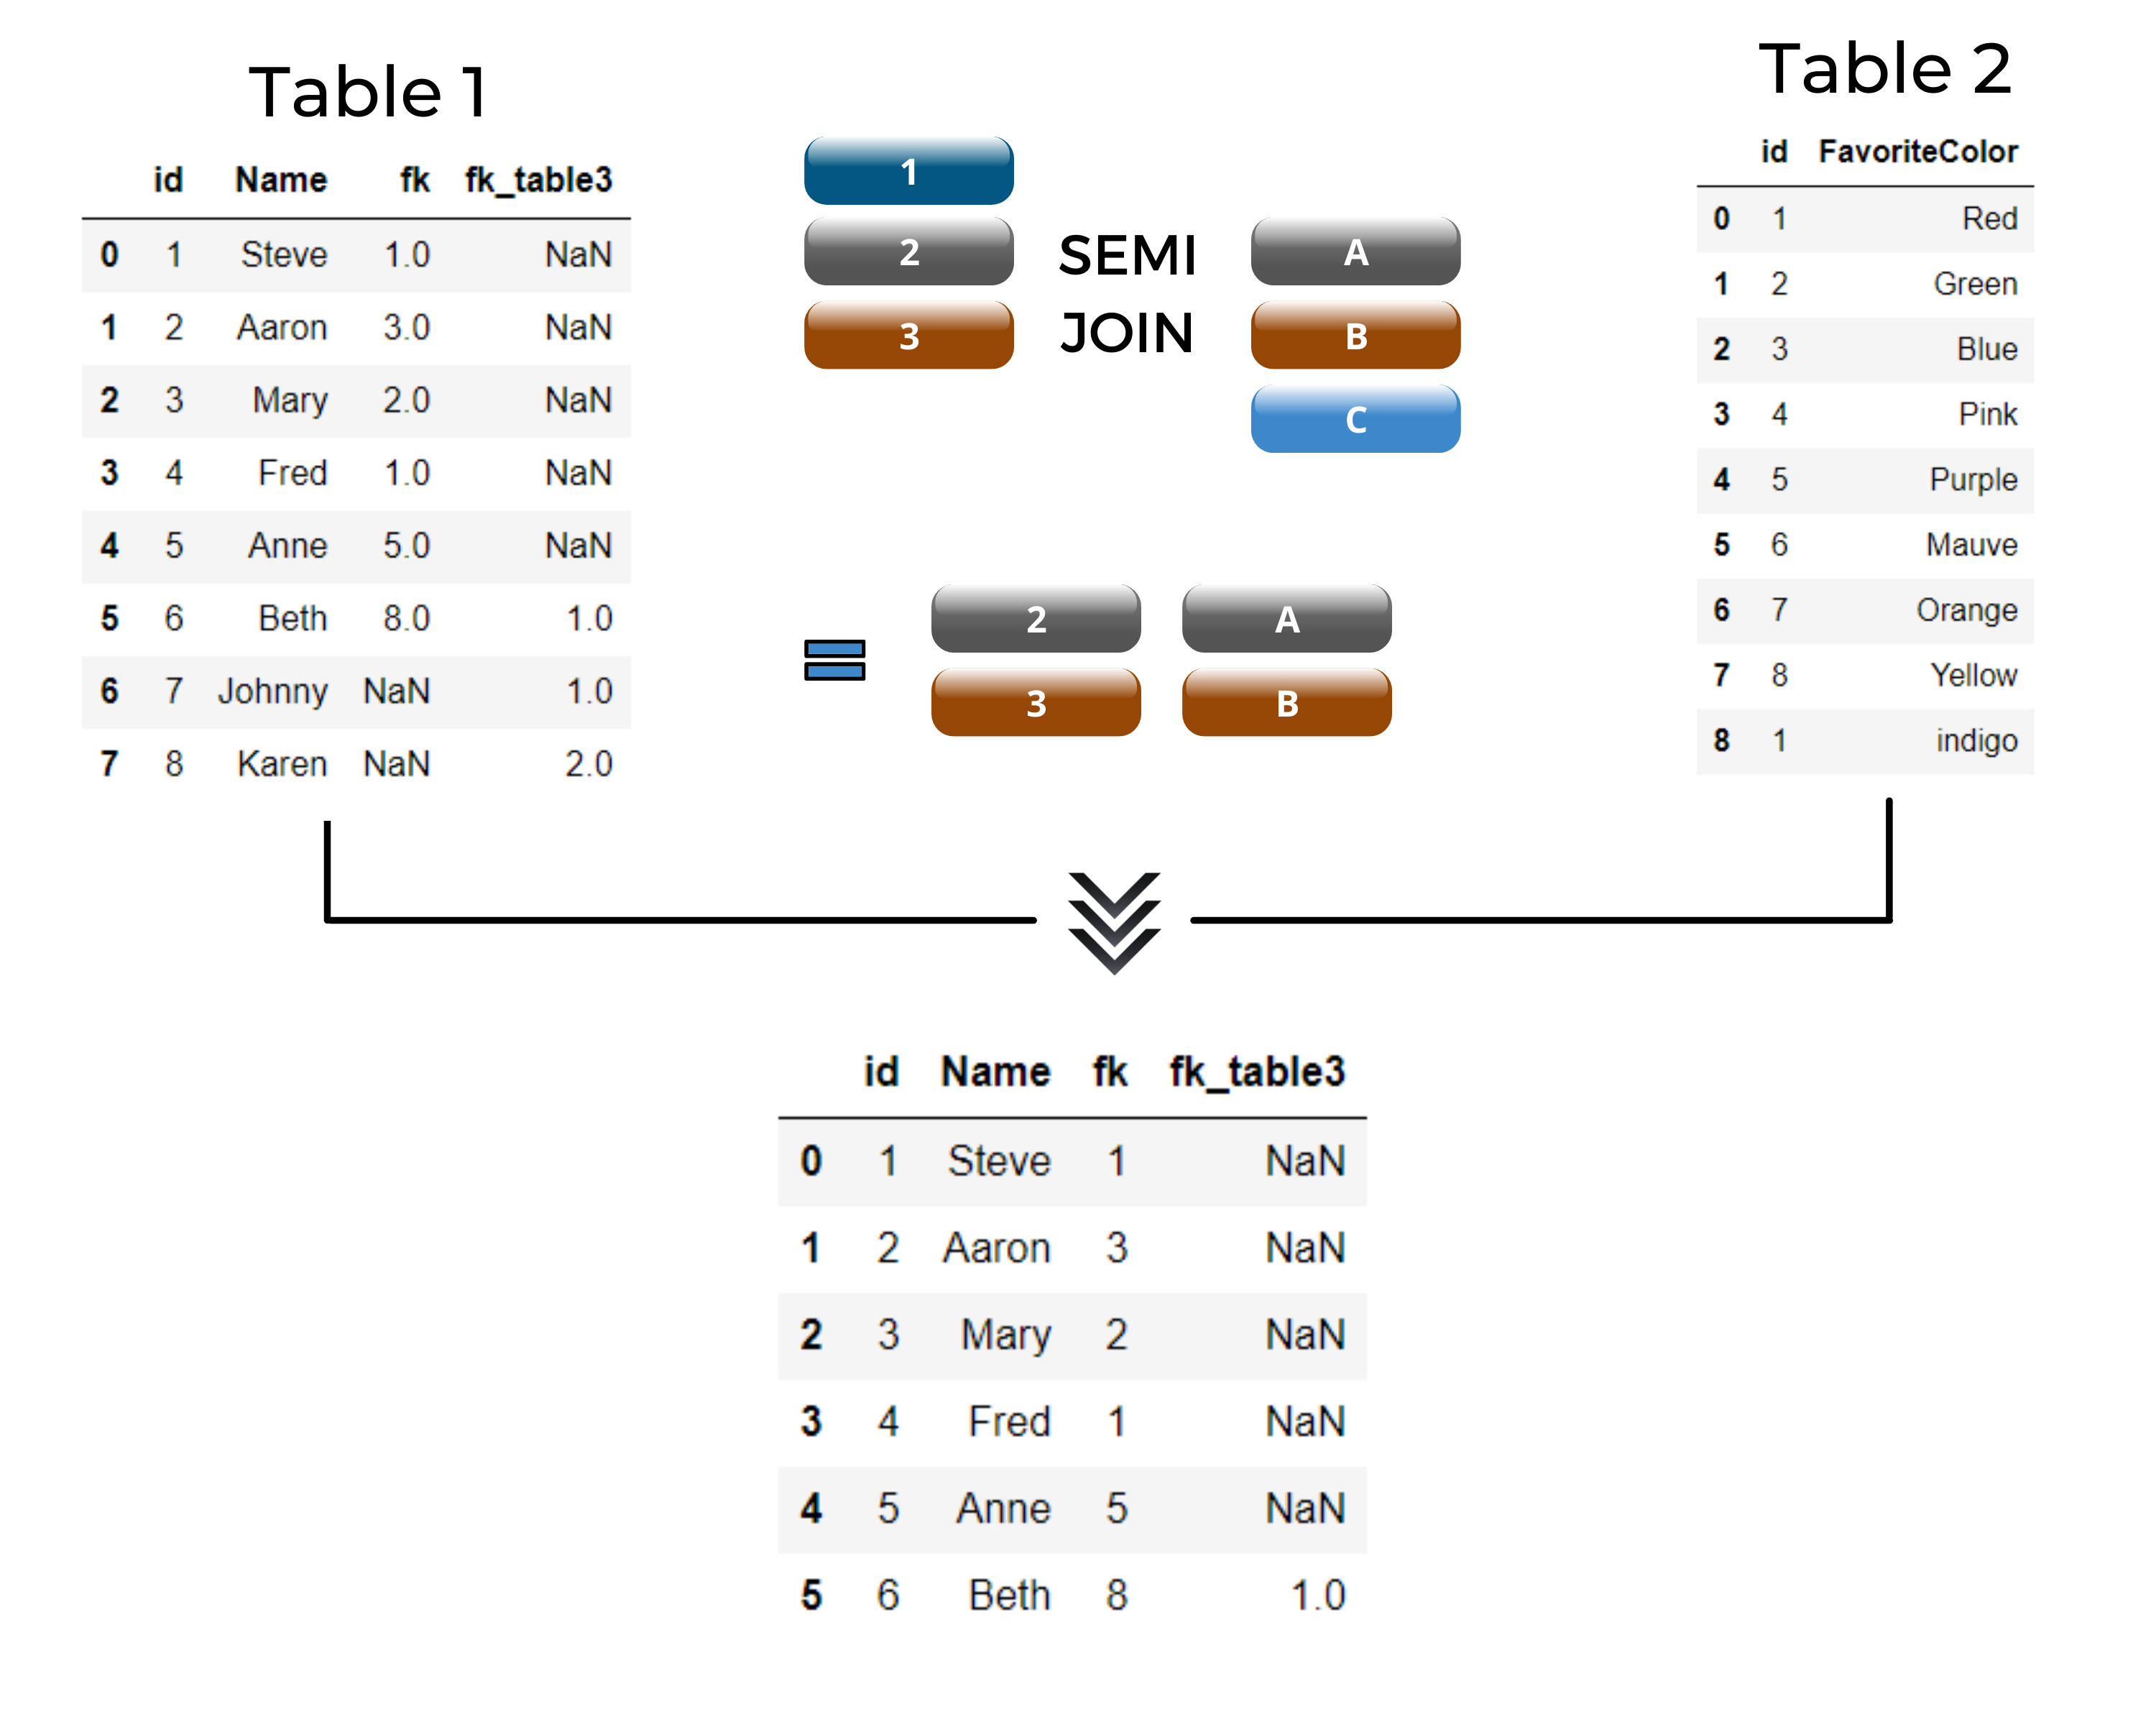 Table 1
id Name fk fk_table3
0 1 Steve 1.0 NaN
1 2 Aaron 3.0 NaN
2 3 Mary 2.0 NaN
3 4 Fred 1.0 NaN
4 5 Anne 5.0 NaN
5 6 Beth 8.0 1.0
6 7 Johnny NaN 1.0
7 8 Karen NaN 2.0
1
2
3
SEMI
JOIN
A
B
C
2 A
3 B
Table 2
id FavoriteColor
0 1 Red
1 2 Green
2 3 Blue
3 4 Pink
4 5 Purple
5 6 Mauve
6 7 Orange
7 8 Yellow
8 1 indigo
id Name fk fk_table3
0 1 Steve 1 NaN
1 2 Aaron 3 NaN
2 3 Mary 2 NaN
3 4 Fred 1 NaN
4 5 Anne 5 NaN
5 6 Beth 8 1.0